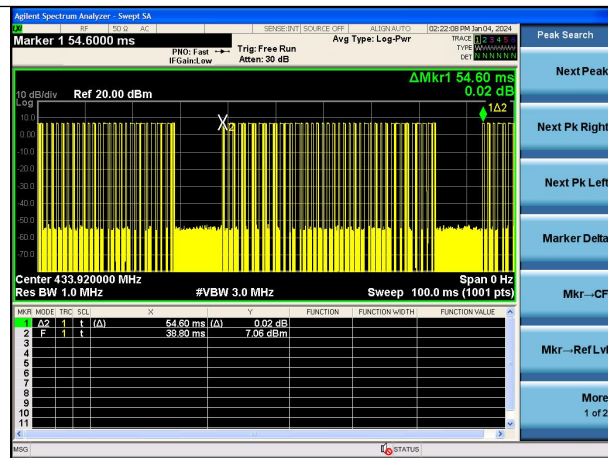 Agilent Spectrum Analyzer - Swept SA
RF 50 Ω AC SENSE:INT SOURCE OFF ALIGN AUTO 02:22:08 PM Jan 04, 2024
Marker 1 54.6000 ms
PNO: Fast Trig: Free Run Avg Type: Log-Pwr TRACE 1 2 3 4 5 6
IFGain:Low Atten: 30 dB TYPE
DET N N N N N N
Peak Search
Next Peak
Next Pk Right
Next Pk Left
Marker Delta
Mkr→CF
Mkr→Ref Lvl
More
1 of 2
ΔMkr1 54.60 ms
0.02 dB
10 dB/div Ref 20.00 dBm
Log
1Δ2
X2
10.0
0.00
-10.0
-20.0
-30.0
-40.0
-50.0
-60.0
-70.0
Center 433.920000 MHz Span 0 Hz
Res BW 1.0 MHz #VBW 3.0 MHz Sweep 100.0 ms (1001 pts)
MKR MODE TRC SCL X Y FUNCTION FUNCTION WIDTH FUNCTION VALUE
1 Δ2 1 t (Δ) 54.60 ms (Δ) 0.02 dB
2 F 1 t 38.80 ms 7.06 dBm
3
4
5
6
7
8
9
10
11
MSG STATUS